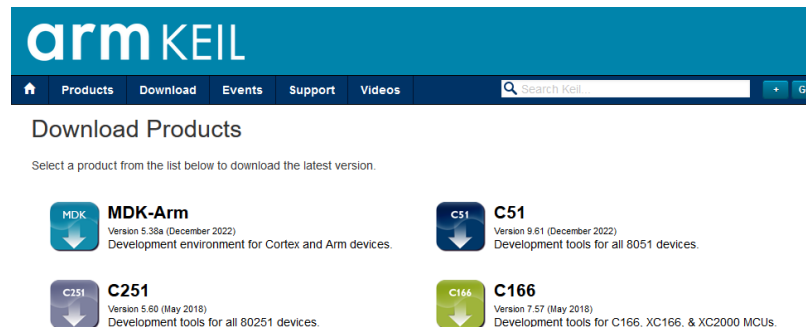 arm KEIL
Products Download Events Support Videos Search Keil... + G
Download Products
Select a product from the list below to download the latest version.
MDK
MDK-Arm
Version 5.38a (December 2022)
Development environment for Cortex and Arm devices.
C51
C51
Version 9.61 (December 2022)
Development tools for all 8051 devices.
C251
C251
Version 5.60 (May 2018)
Development tools for all 80251 devices.
C166
C166
Version 7.57 (May 2018)
Development tools for C166, XC166, & XC2000 MCUs.